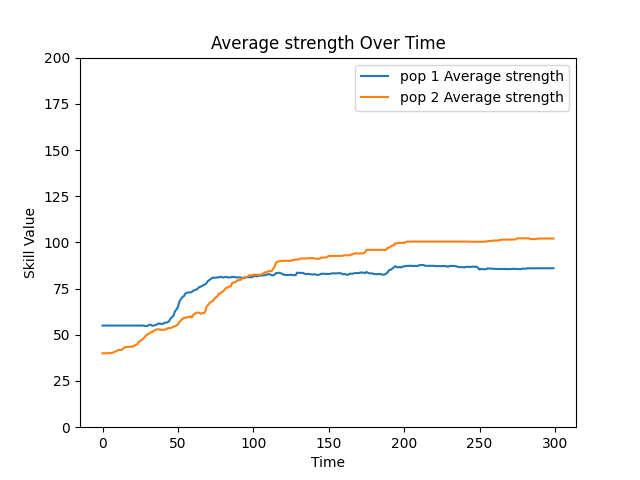 Average strength Over Time
pop 1 Average strength
pop 2 Average strength
Skill Value
200
175
150
125
100
75
50
25
0
0 50 100 150 200 250 300
Time